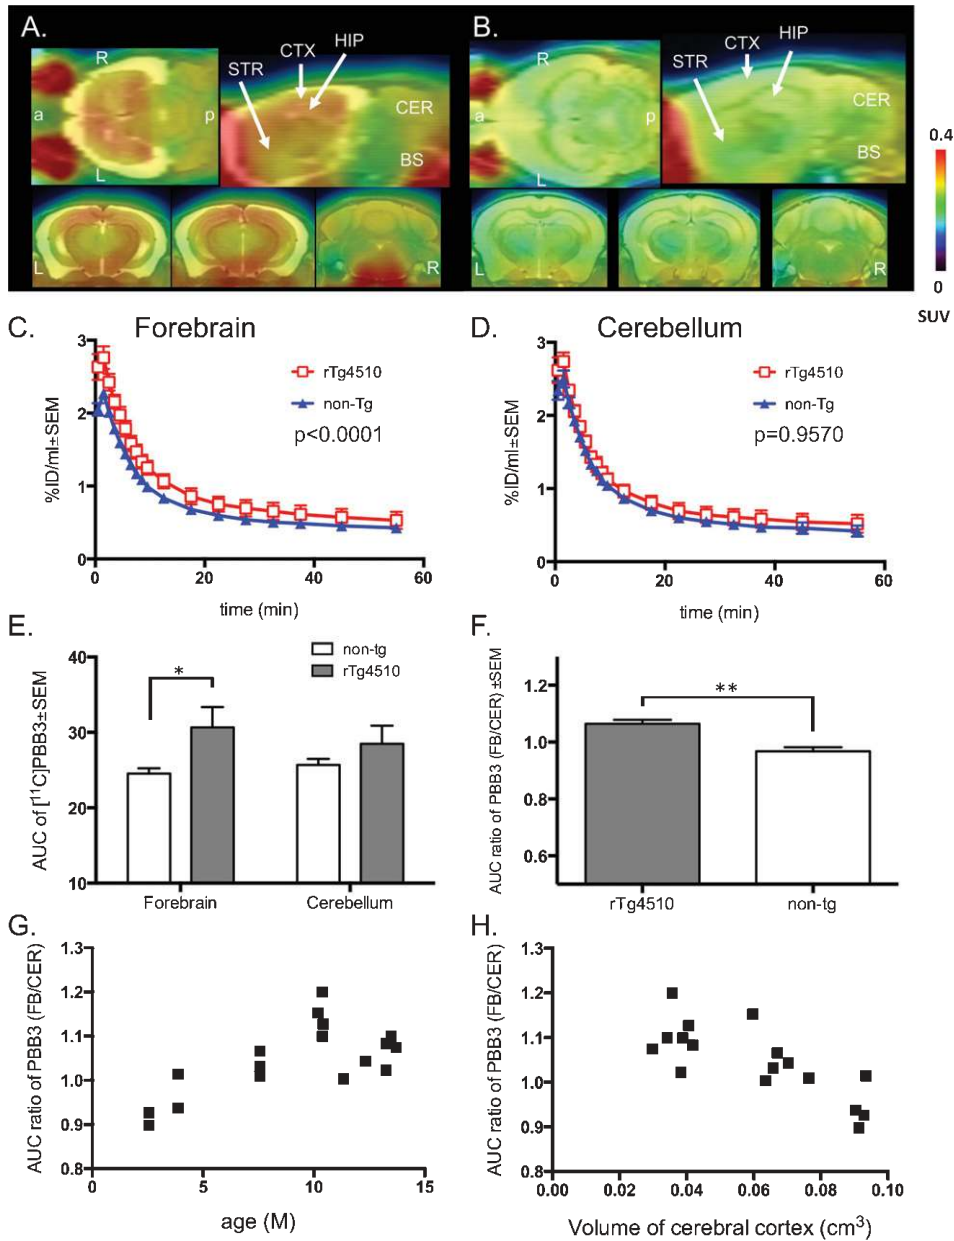 A.
R
a
p
L
STR
CTX
HIP
CER
BS
L
R
B.
R
a
p
L
STR
CTX
HIP
CER
BS
L
R
0.4
0
SUV
C. Forebrain
%ID/ml±SEM
3
2
1
0
0 20 40 60
time (min)
rTg4510
non-Tg
p<0.0001
D. Cerebellum
%ID/ml±SEM
3
2
1
0
0 20 40 60
time (min)
rTg4510
non-Tg
p=0.9570
E.
AUC of [¹¹C]PBB3±SEM
40
30
20
10
*
non-tg
rTg4510
Forebrain Cerebellum
F.
AUC ratio of PBB3 (FB/CER) ±SEM
1.2
1.0
0.8
0.6
**
rTg4510 non-tg
G.
AUC ratio of PBB3 (FB/CER)
1.3
1.2
1.1
1.0
0.9
0.8
0 5 10 15
age (M)
H.
AUC ratio of PBB3 (FB/CER)
1.3
1.2
1.1
1.0
0.9
0.8
0.00 0.02 0.04 0.06 0.08 0.10
Volume of cerebral cortex (cm³)